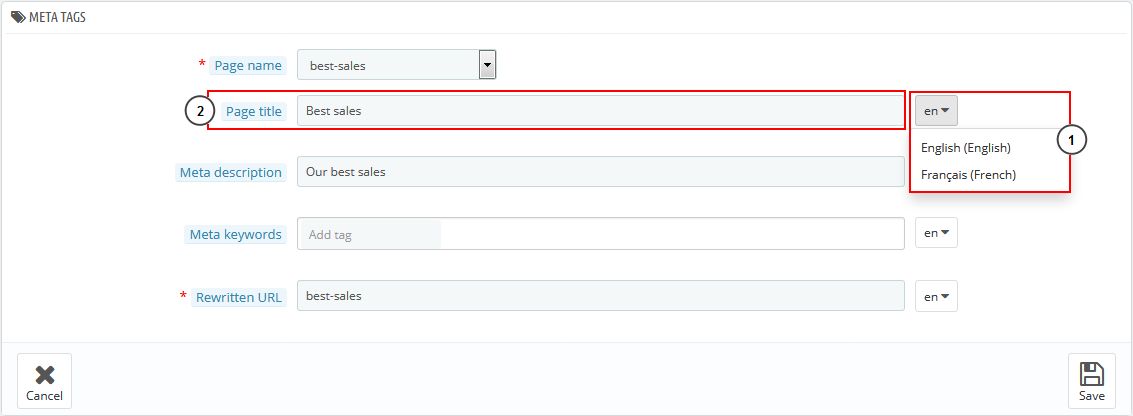 META TAGS
* Page name best-sales
2 Page title Best sales en
1
English (English)
Français (French)
Meta description Our best sales
Meta keywords Add tag en
* Rewritten URL best-sales en
Cancel Save